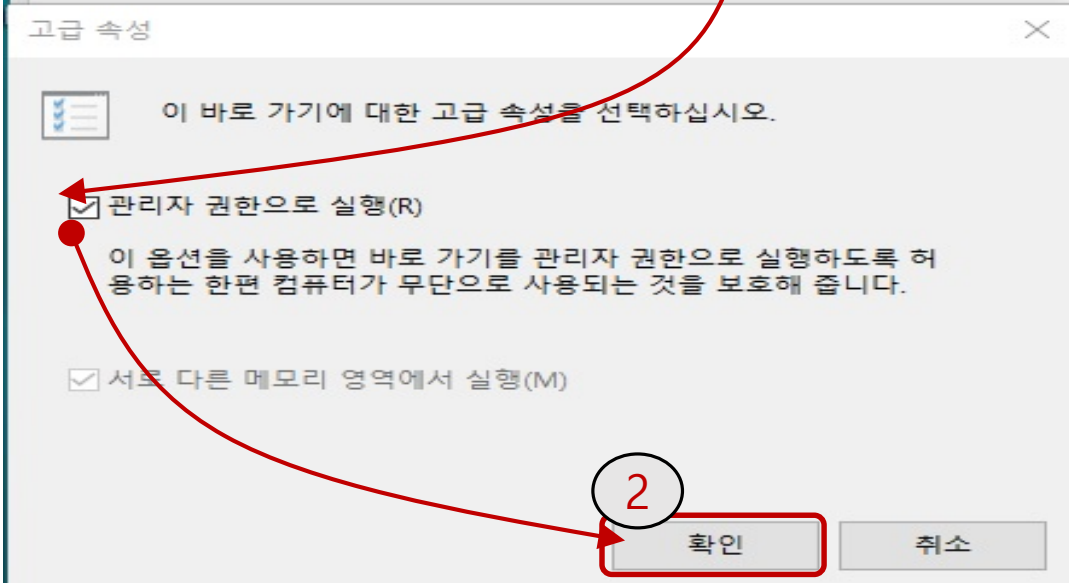 고급 속성
이 바로 가기에 대한 고급 속성을 선택하십시오.
관리자 권한으로 실행(R)
이 옵션을 사용하면 바로 가기를 관리자 권한으로 실행하도록 허
용하는 한편 컴퓨터가 무단으로 사용되는 것을 보호해 줍니다.
서로 다른 메모리 영역에서 실행(M)
2
확인
취소